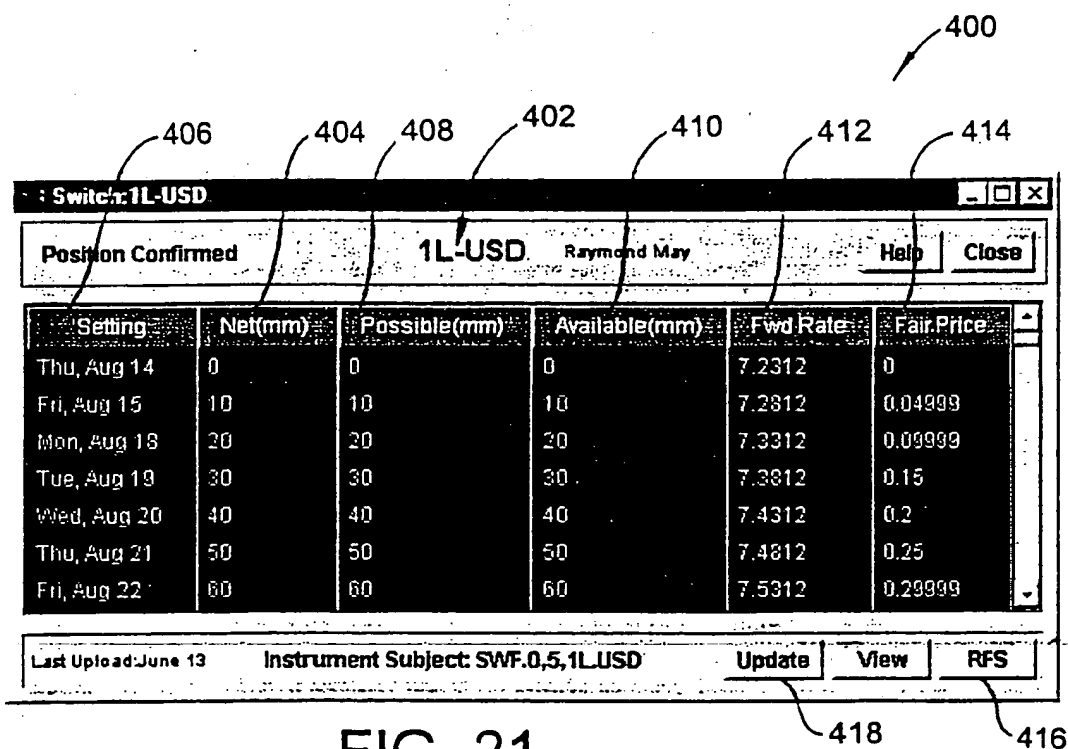 400
406 404 408 402 410 412 414
Switch:1L-USD
Position Confirmed 1L-USD Raymond May Help Close
Setting Net(mm) Possible(mm) Available(mm) Fwd Rate Fair Price
Thu, Aug 14 0 0 0 7.2312 0
Fri, Aug 15 10 10 10 7.2812 0.04999
Mon, Aug 18 20 20 20 7.3312 0.09999
Tue, Aug 19 30 30 30 7.3812 0.15
Wed, Aug 20 40 40 40 7.4312 0.2
Thu, Aug 21 50 50 50 7.4812 0.25
Fri, Aug 22 60 60 60 7.5312 0.29999
Last Upload:June 13 Instrument Subject: SWF.0,5,1L.USD Update View RFS
FIG. 21
418 416